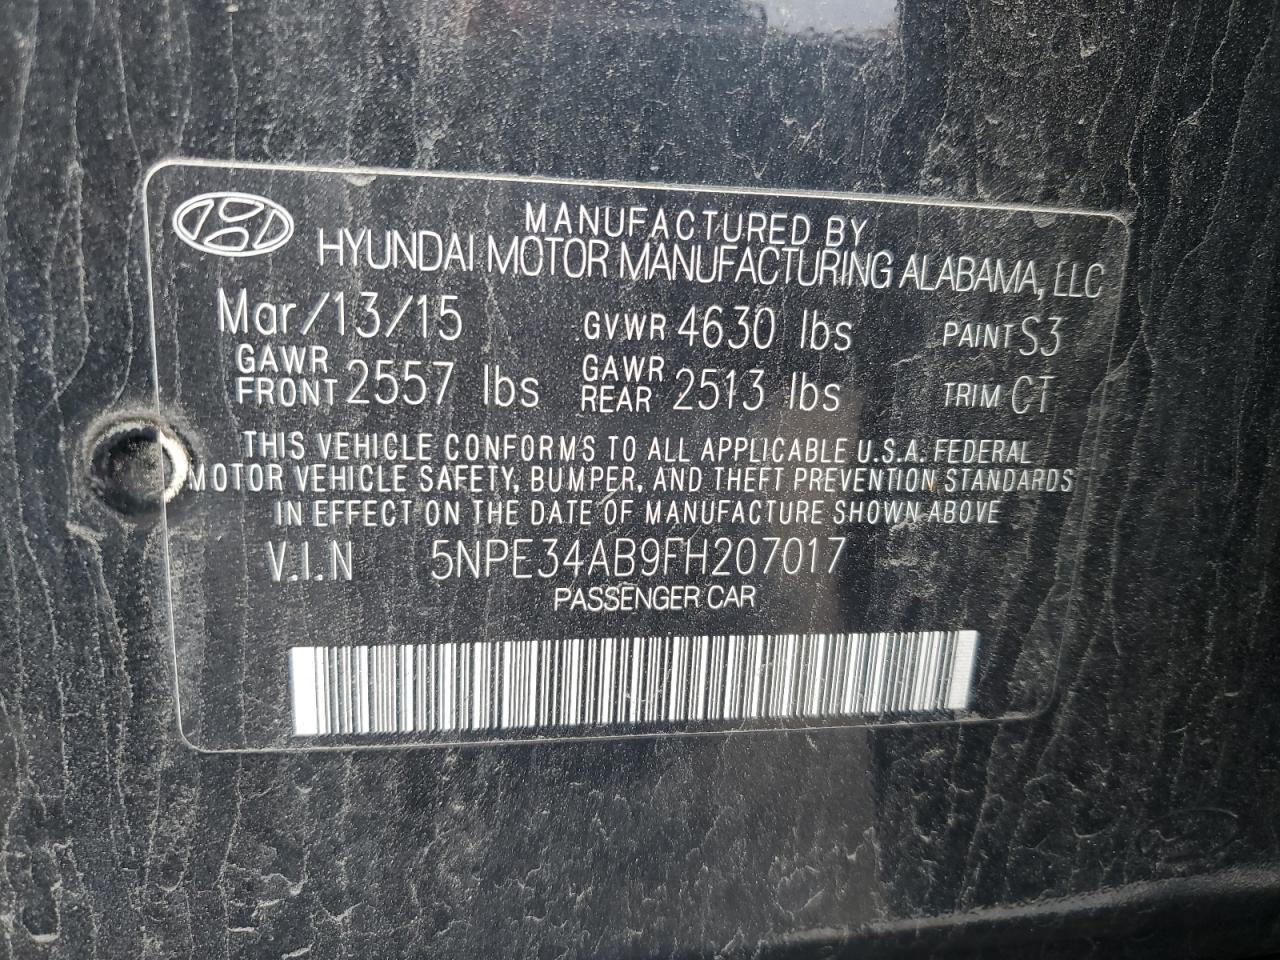 MANUFACTURED BY
HYUNDAI MOTOR MANUFACTURING ALABAMA, LLC
Mar/13/15 GVWR 4630 lbs PAINT S3
GAWR FRONT 2557 lbs GAWR REAR 2513 lbs TRIM CT
THIS VEHICLE CONFORMS TO ALL APPLICABLE U.S.A. FEDERAL
MOTOR VEHICLE SAFETY, BUMPER, AND THEFT PREVENTION STANDARDS
IN EFFECT ON THE DATE OF MANUFACTURE SHOWN ABOVE
V.I.N 5NPE34AB9FH207017
PASSENGER CAR